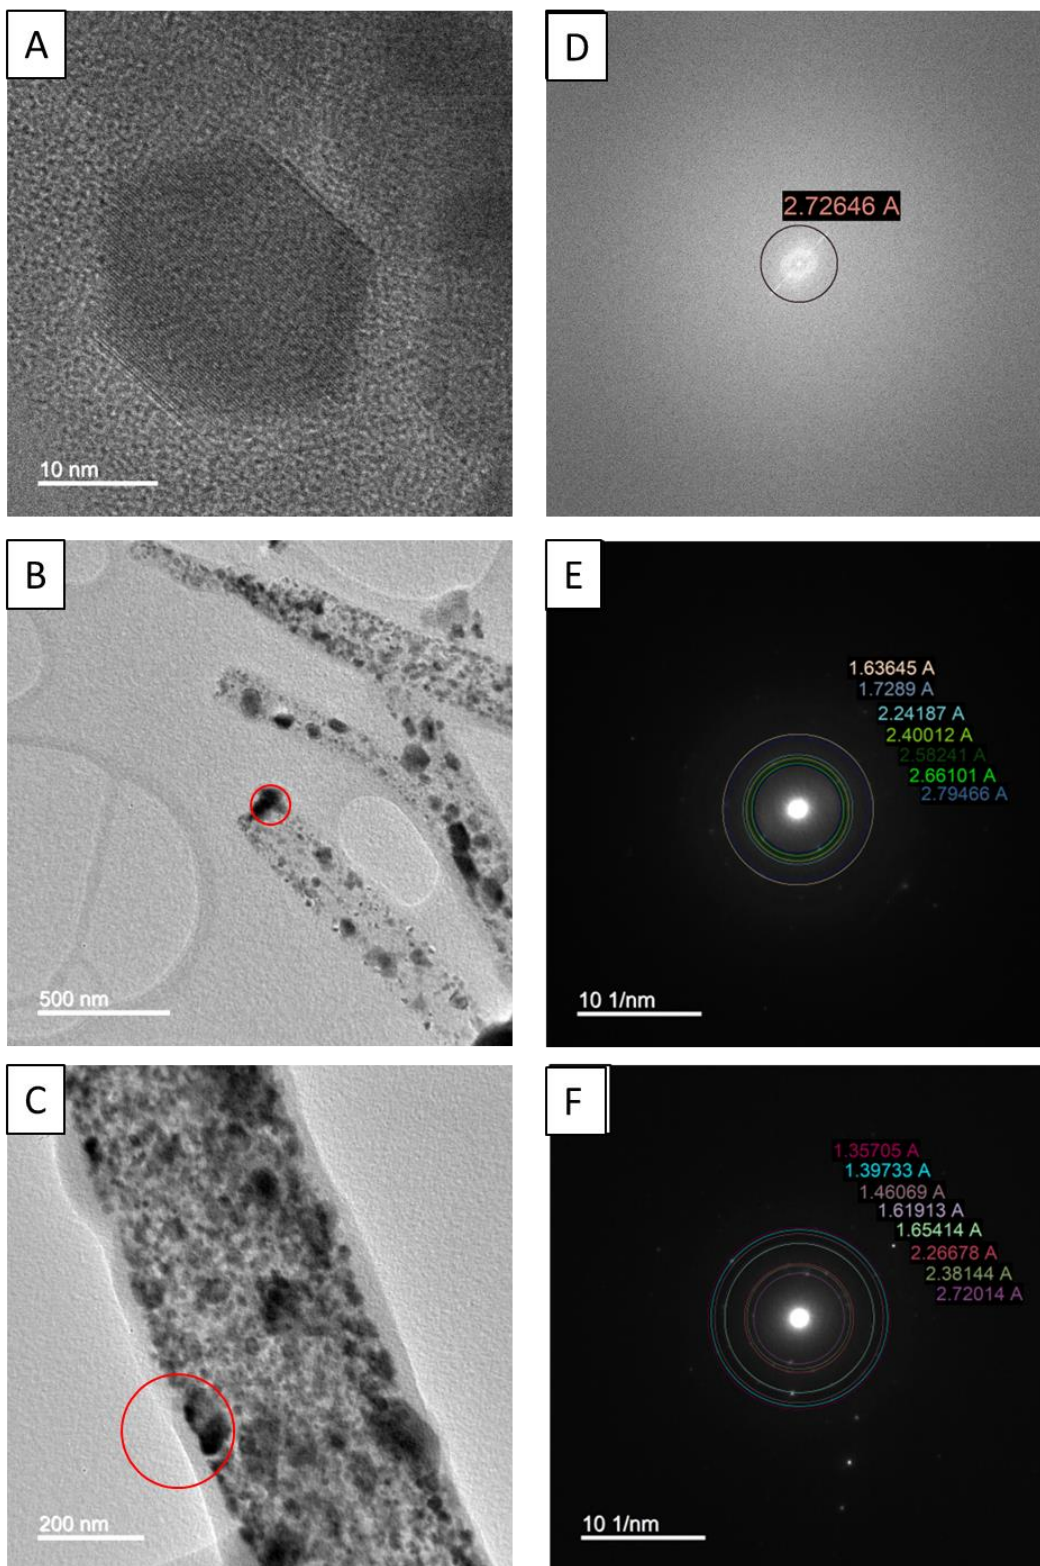 A
10 nm
D
2.72646 A
B
500 nm
E
1.63645 A
1.7289 A
2.24187 A
2.40012 A
2.58241 A
2.66101 A
2.79466 A
10 1/nm
C
200 nm
F
1.35705 A
1.39733 A
1.46069 A
1.61913 A
1.65414 A
2.26678 A
2.38144 A
2.72014 A
10 1/nm